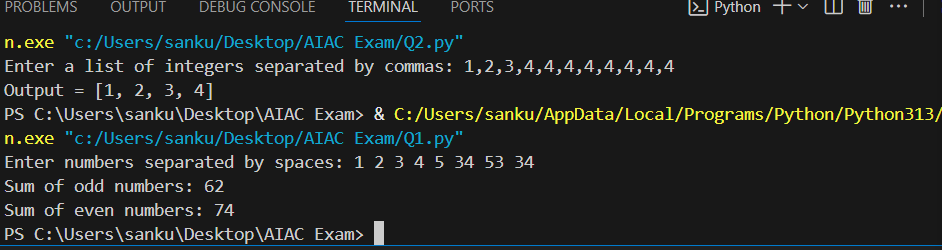 PROBLEMS OUTPUT DEBUG CONSOLE TERMINAL PORTS
Python
n.exe "c:/Users/sanku/Desktop/AIAC Exam/Q2.py"
Enter a list of integers separated by commas: 1,2,3,4,4,4,4,4,4,4,4
Output = [1, 2, 3, 4]
PS C:\Users\sanku\Desktop\AIAC Exam> & C:/Users/sanku/AppData/Local/Programs/Python/Python313/
n.exe "c:/Users/sanku/Desktop/AIAC Exam/Q1.py"
Enter numbers separated by spaces: 1 2 3 4 5 34 53 34
Sum of odd numbers: 62
Sum of even numbers: 74
PS C:\Users\sanku\Desktop\AIAC Exam>